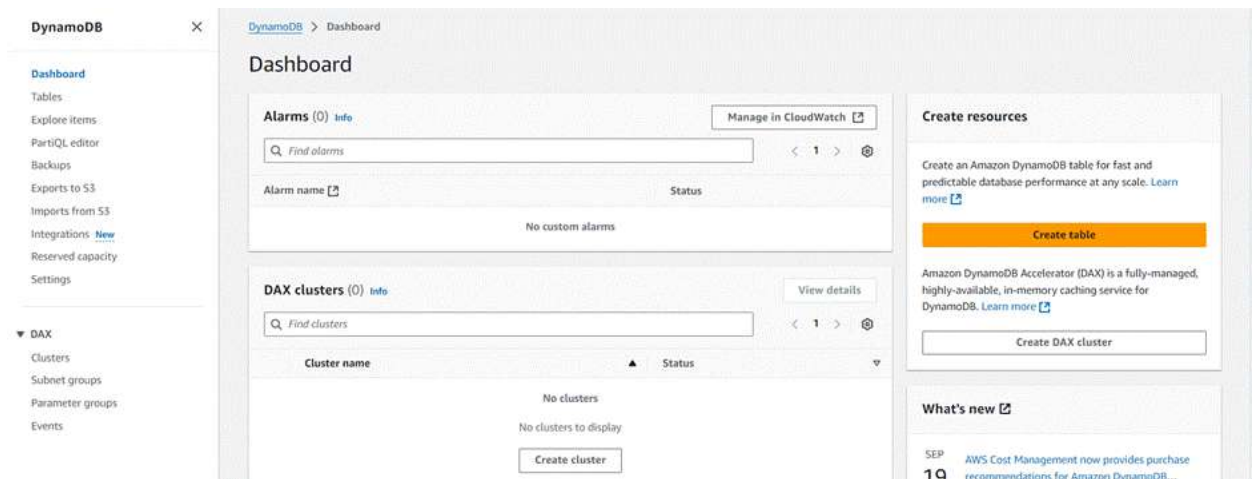 DynamoDB
Dashboard
Tables
Explore items
PartiQL editor
Backups
Exports to S3
Imports from S3
Integrations New
Reserved capacity
Settings
DAX
Clusters
Subnet groups
Parameter groups
Events
DynamoDB > Dashboard
Dashboard
Alarms (0) Info
Manage in CloudWatch
Find alarms
1
Alarm name
Status
No custom alarms
DAX clusters (0) Info
View details
Find clusters
1
Cluster name
Status
No clusters
No clusters to display
Create cluster
Create resources
Create an Amazon DynamoDB table for fast and
predictable database performance at any scale. Learn
more
Create table
Amazon DynamoDB Accelerator (DAX) is a fully-managed,
highly-available, in-memory caching service for
DynamoDB. Learn more
Create DAX cluster
What's new
SEP
19
AWS Cost Management now provides purchase
recommendations for Amazon DynamoDB...